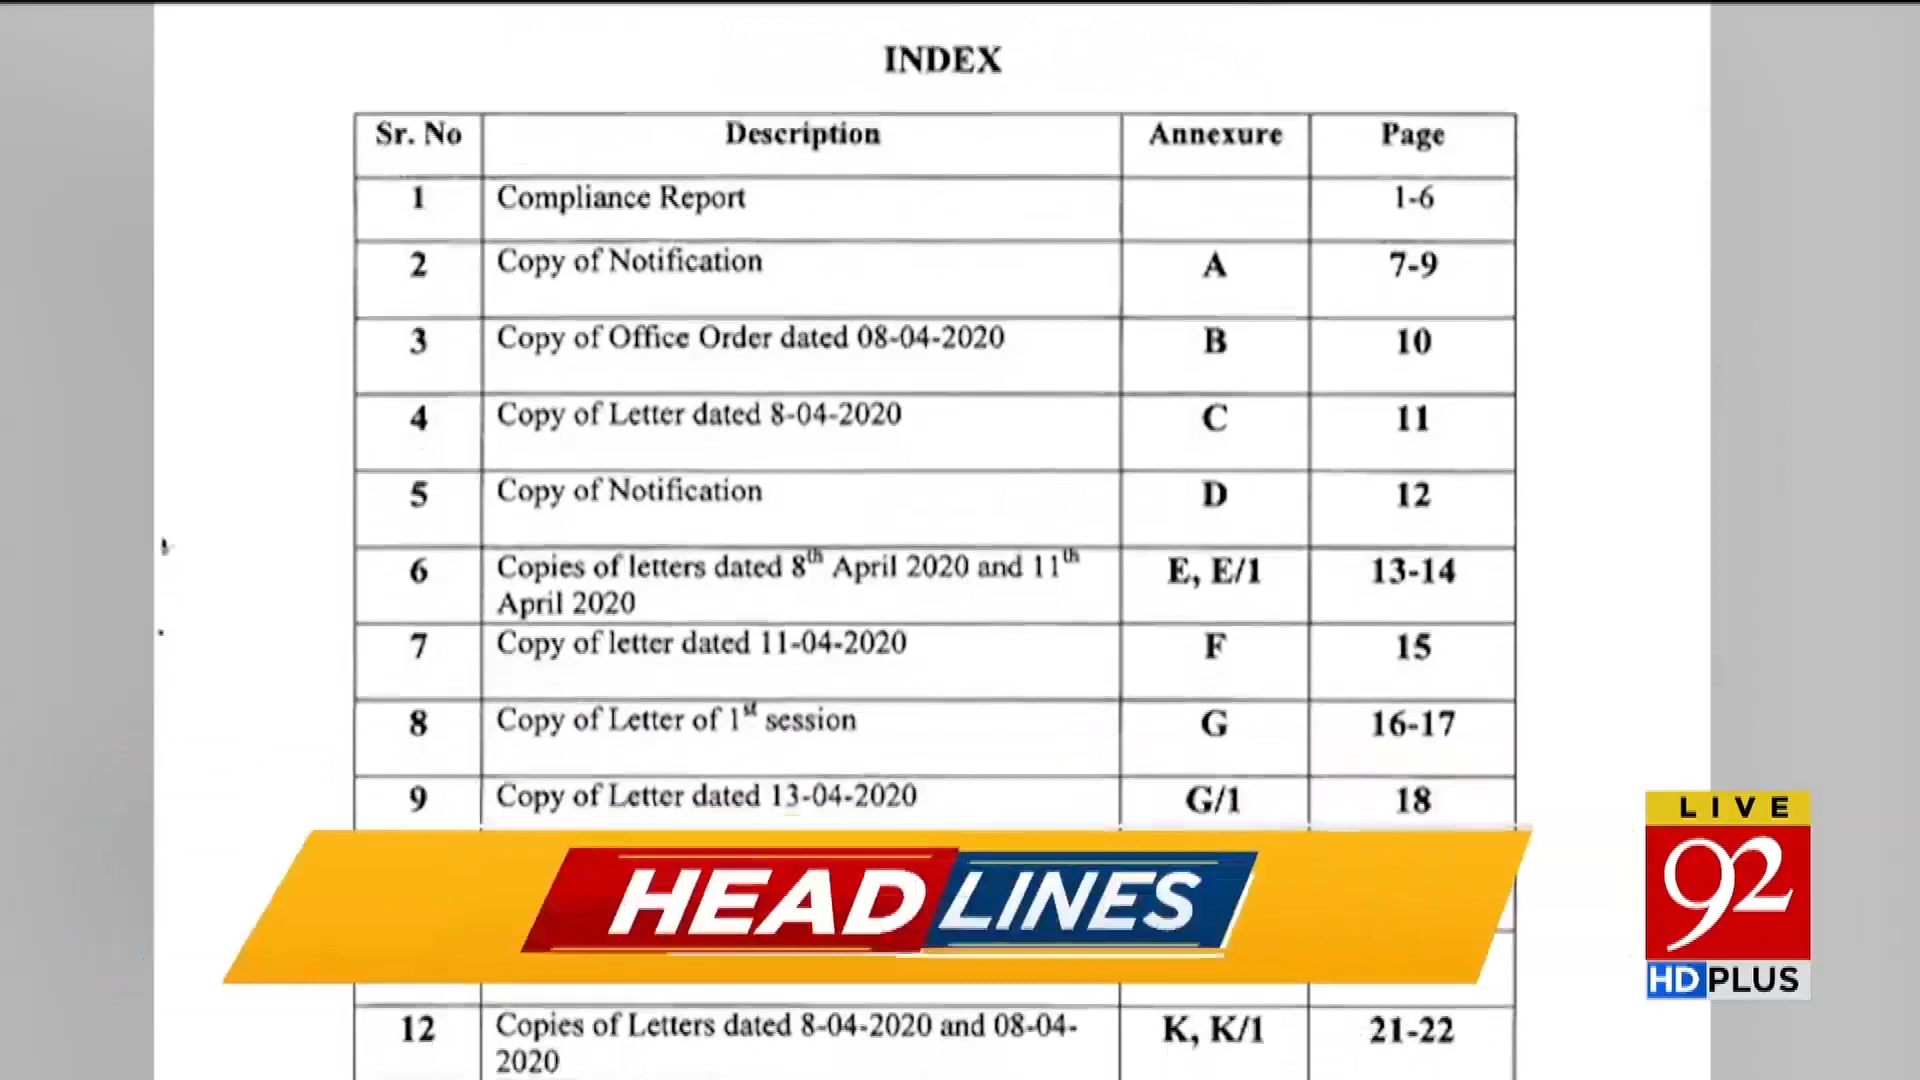 INDEX
Sr. No Description Annexure Page
1 Compliance Report 1-6
2 Copy of Notification A 7-9
3 Copy of Office Order dated 08-04-2020 B 10
4 Copy of Letter dated 8-04-2020 C 11
5 Copy of Notification D 12
6 Copies of letters dated 8th April 2020 and 11th E, E/1 13-14
April 2020
7 Copy of letter dated 11-04-2020 F 15
8 Copy of Letter of 1st session G 16-17
9 Copy of Letter dated 13-04-2020 G/1 18
HEADLINES
LIVE
92
HD PLUS
12 Copies of Letters dated 8-04-2020 and 08-04- K, K/1 21-22
2020